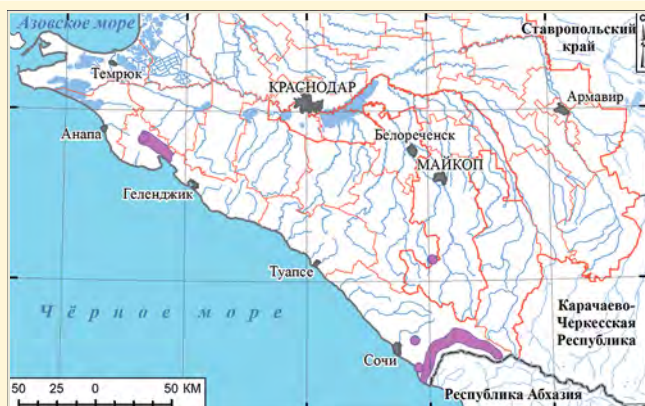 Азовское море
Ставропольский
край
С
Темрюк
КРАСНОДАР
Армавир
Анапа
Белореченск
МАЙКОП
Геленджик
Туапсе
Чёрное море
Карачаево-
Черкесская
Республика
Сочи
50 0 50 КМ
Республика Абхазия